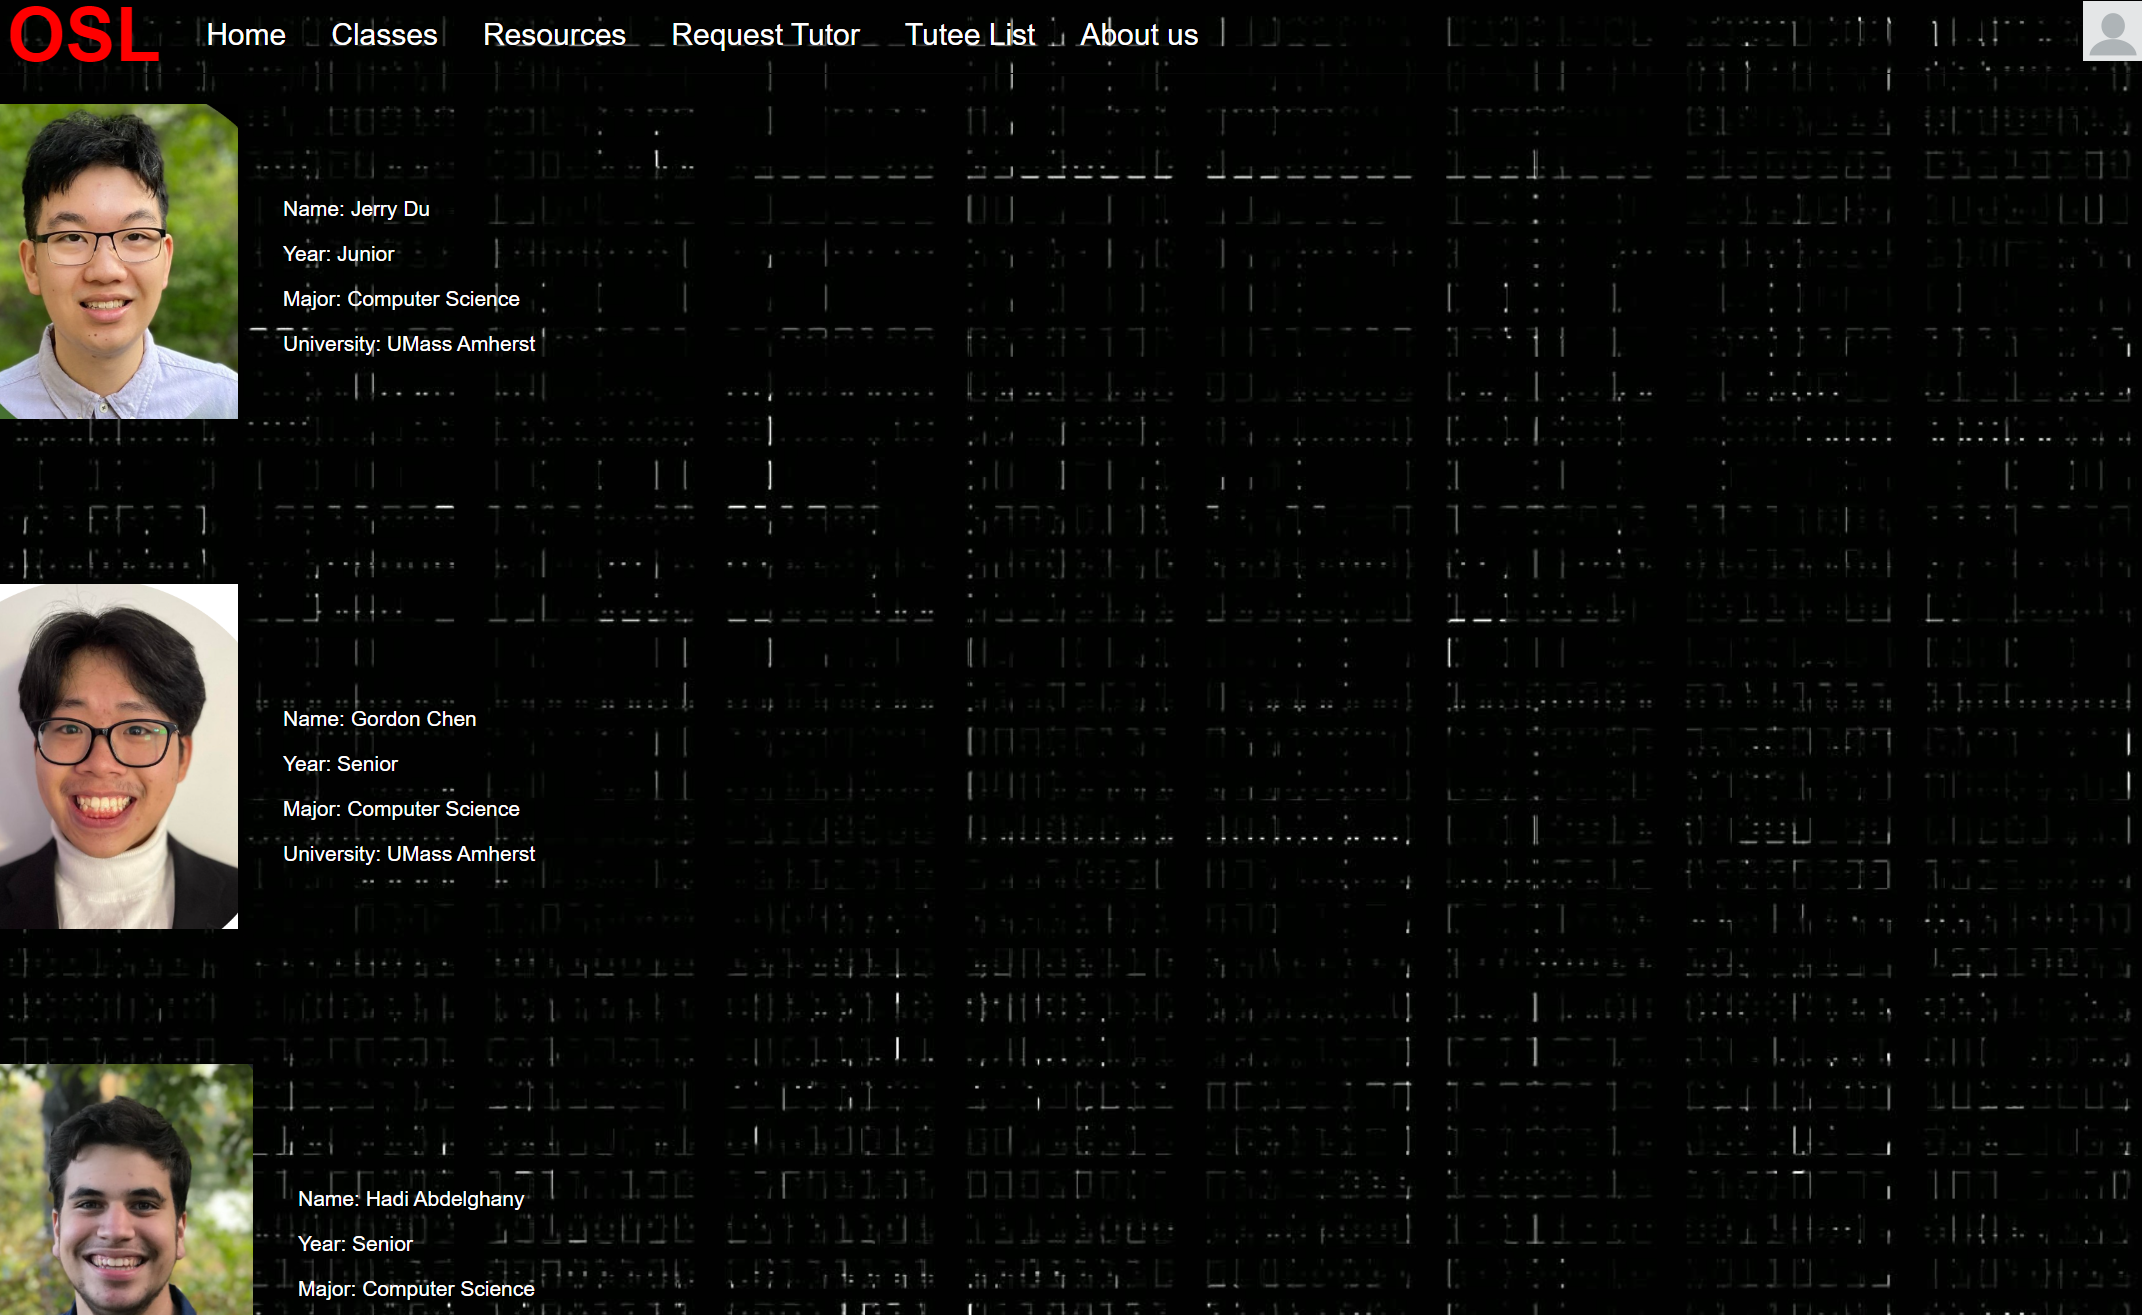 OSL Home Classes Resources Request Tutor Tutee List About us
Name: Jerry Du
Year: Junior
Major: Computer Science
University: UMass Amherst
Name: Gordon Chen
Year: Senior
Major: Computer Science
University: UMass Amherst
Name: Hadi Abdelghany
Year: Senior
Major: Computer Science